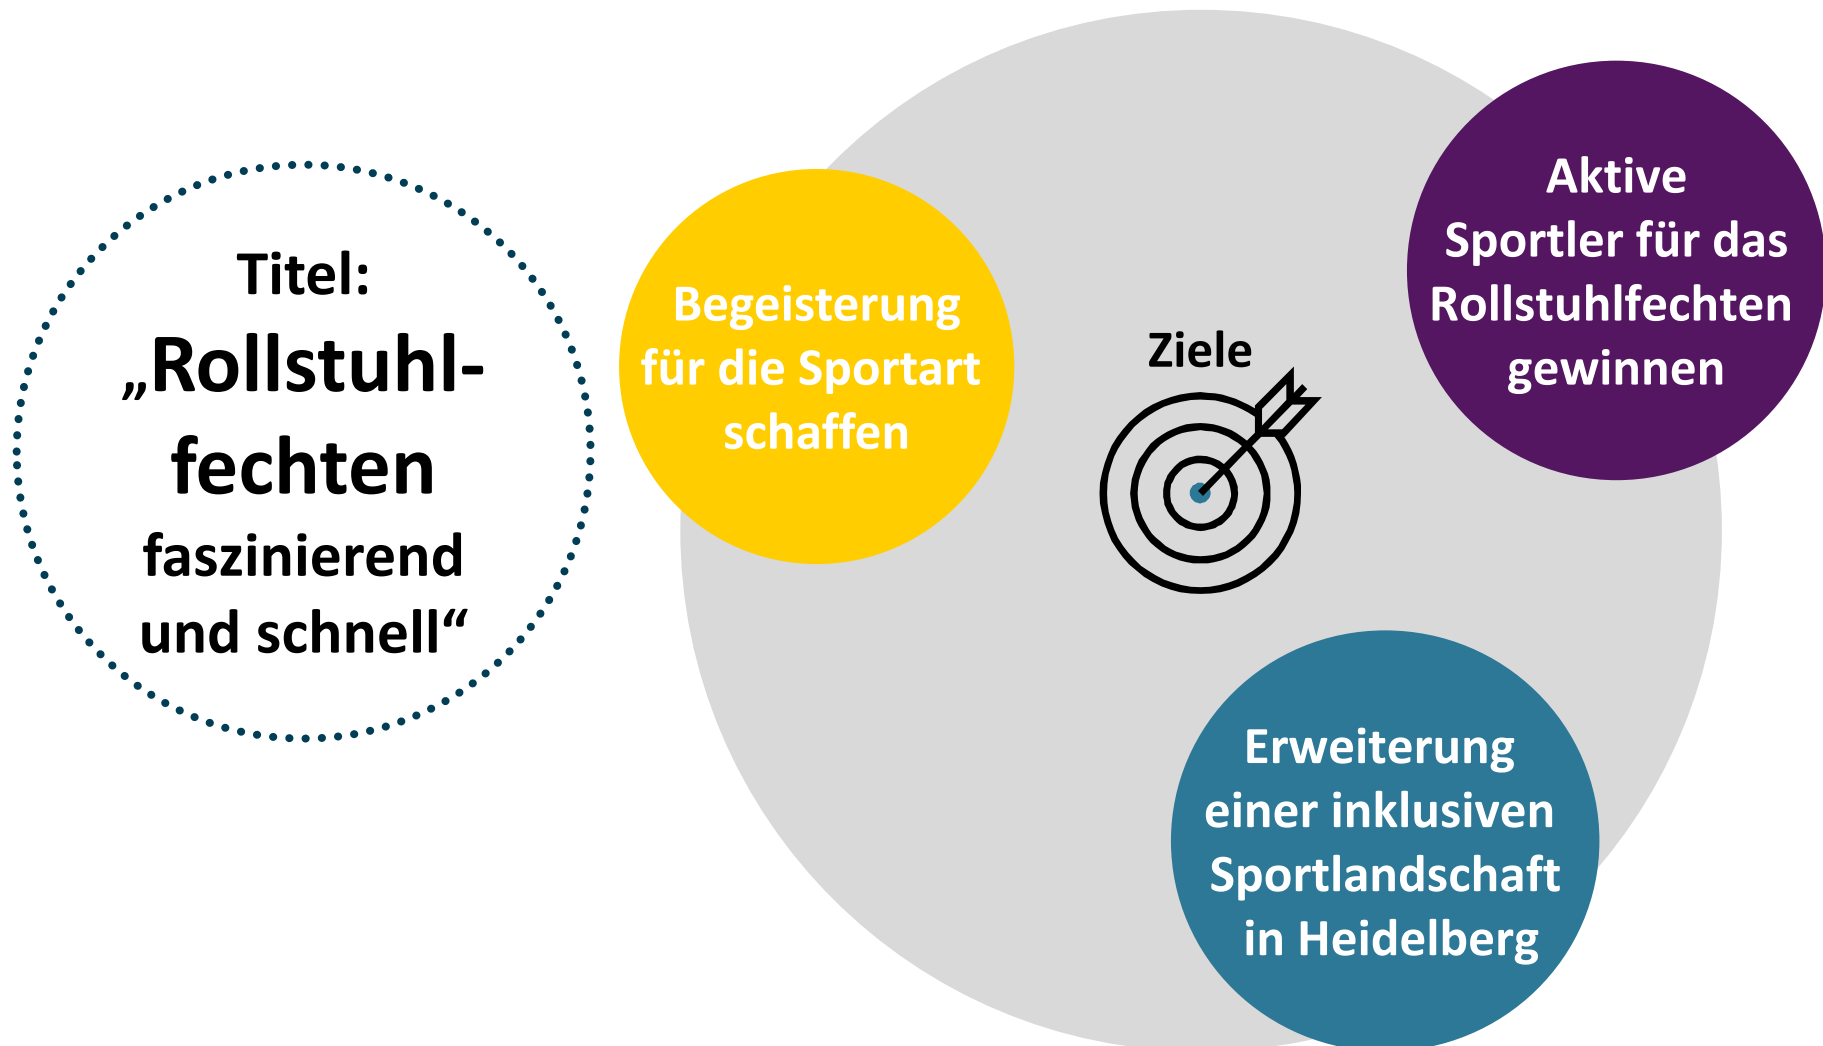 Titel:
„Rollstuhl-
fechten
faszinierend
und schnell“
Begeisterung
für die Sportart
schaffen
Ziele
Aktive
Sportler für das
Rollstuhlfechten
gewinnen
Erweiterung
einer inklusiven
Sportlandschaft
in Heidelberg